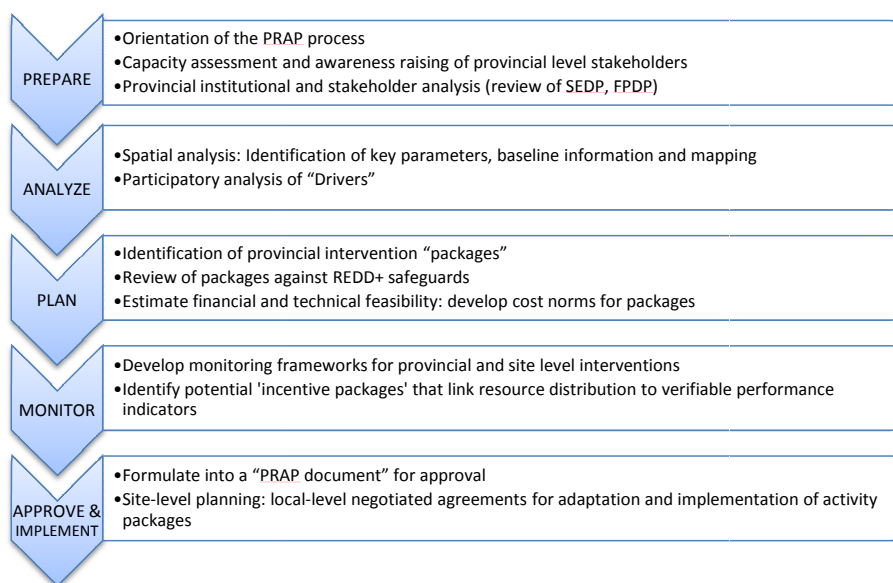 PREPARE
•Orientation of the PRAP process
•Capacity assessment and awareness raising of provincial level stakeholders
•Provincial institutional and stakeholder analysis (review of SEDP, FPDP)
ANALYZE
•Spatial analysis: Identification of key parameters, baseline information and mapping
•Participatory analysis of “Drivers”
PLAN
•Identification of provincial intervention “packages”
•Review of packages against REDD+ safeguards
•Estimate financial and technical feasibility: develop cost norms for packages
MONITOR
•Develop monitoring frameworks for provincial and site level interventions
•Identify potential 'incentive packages' that link resource distribution to verifiable performance
indicators
APPROVE &
IMPLEMENT
•Formulate into a “PRAP document” for approval
•Site-level planning: local-level negotiated agreements for adaptation and implementation of activity
packages